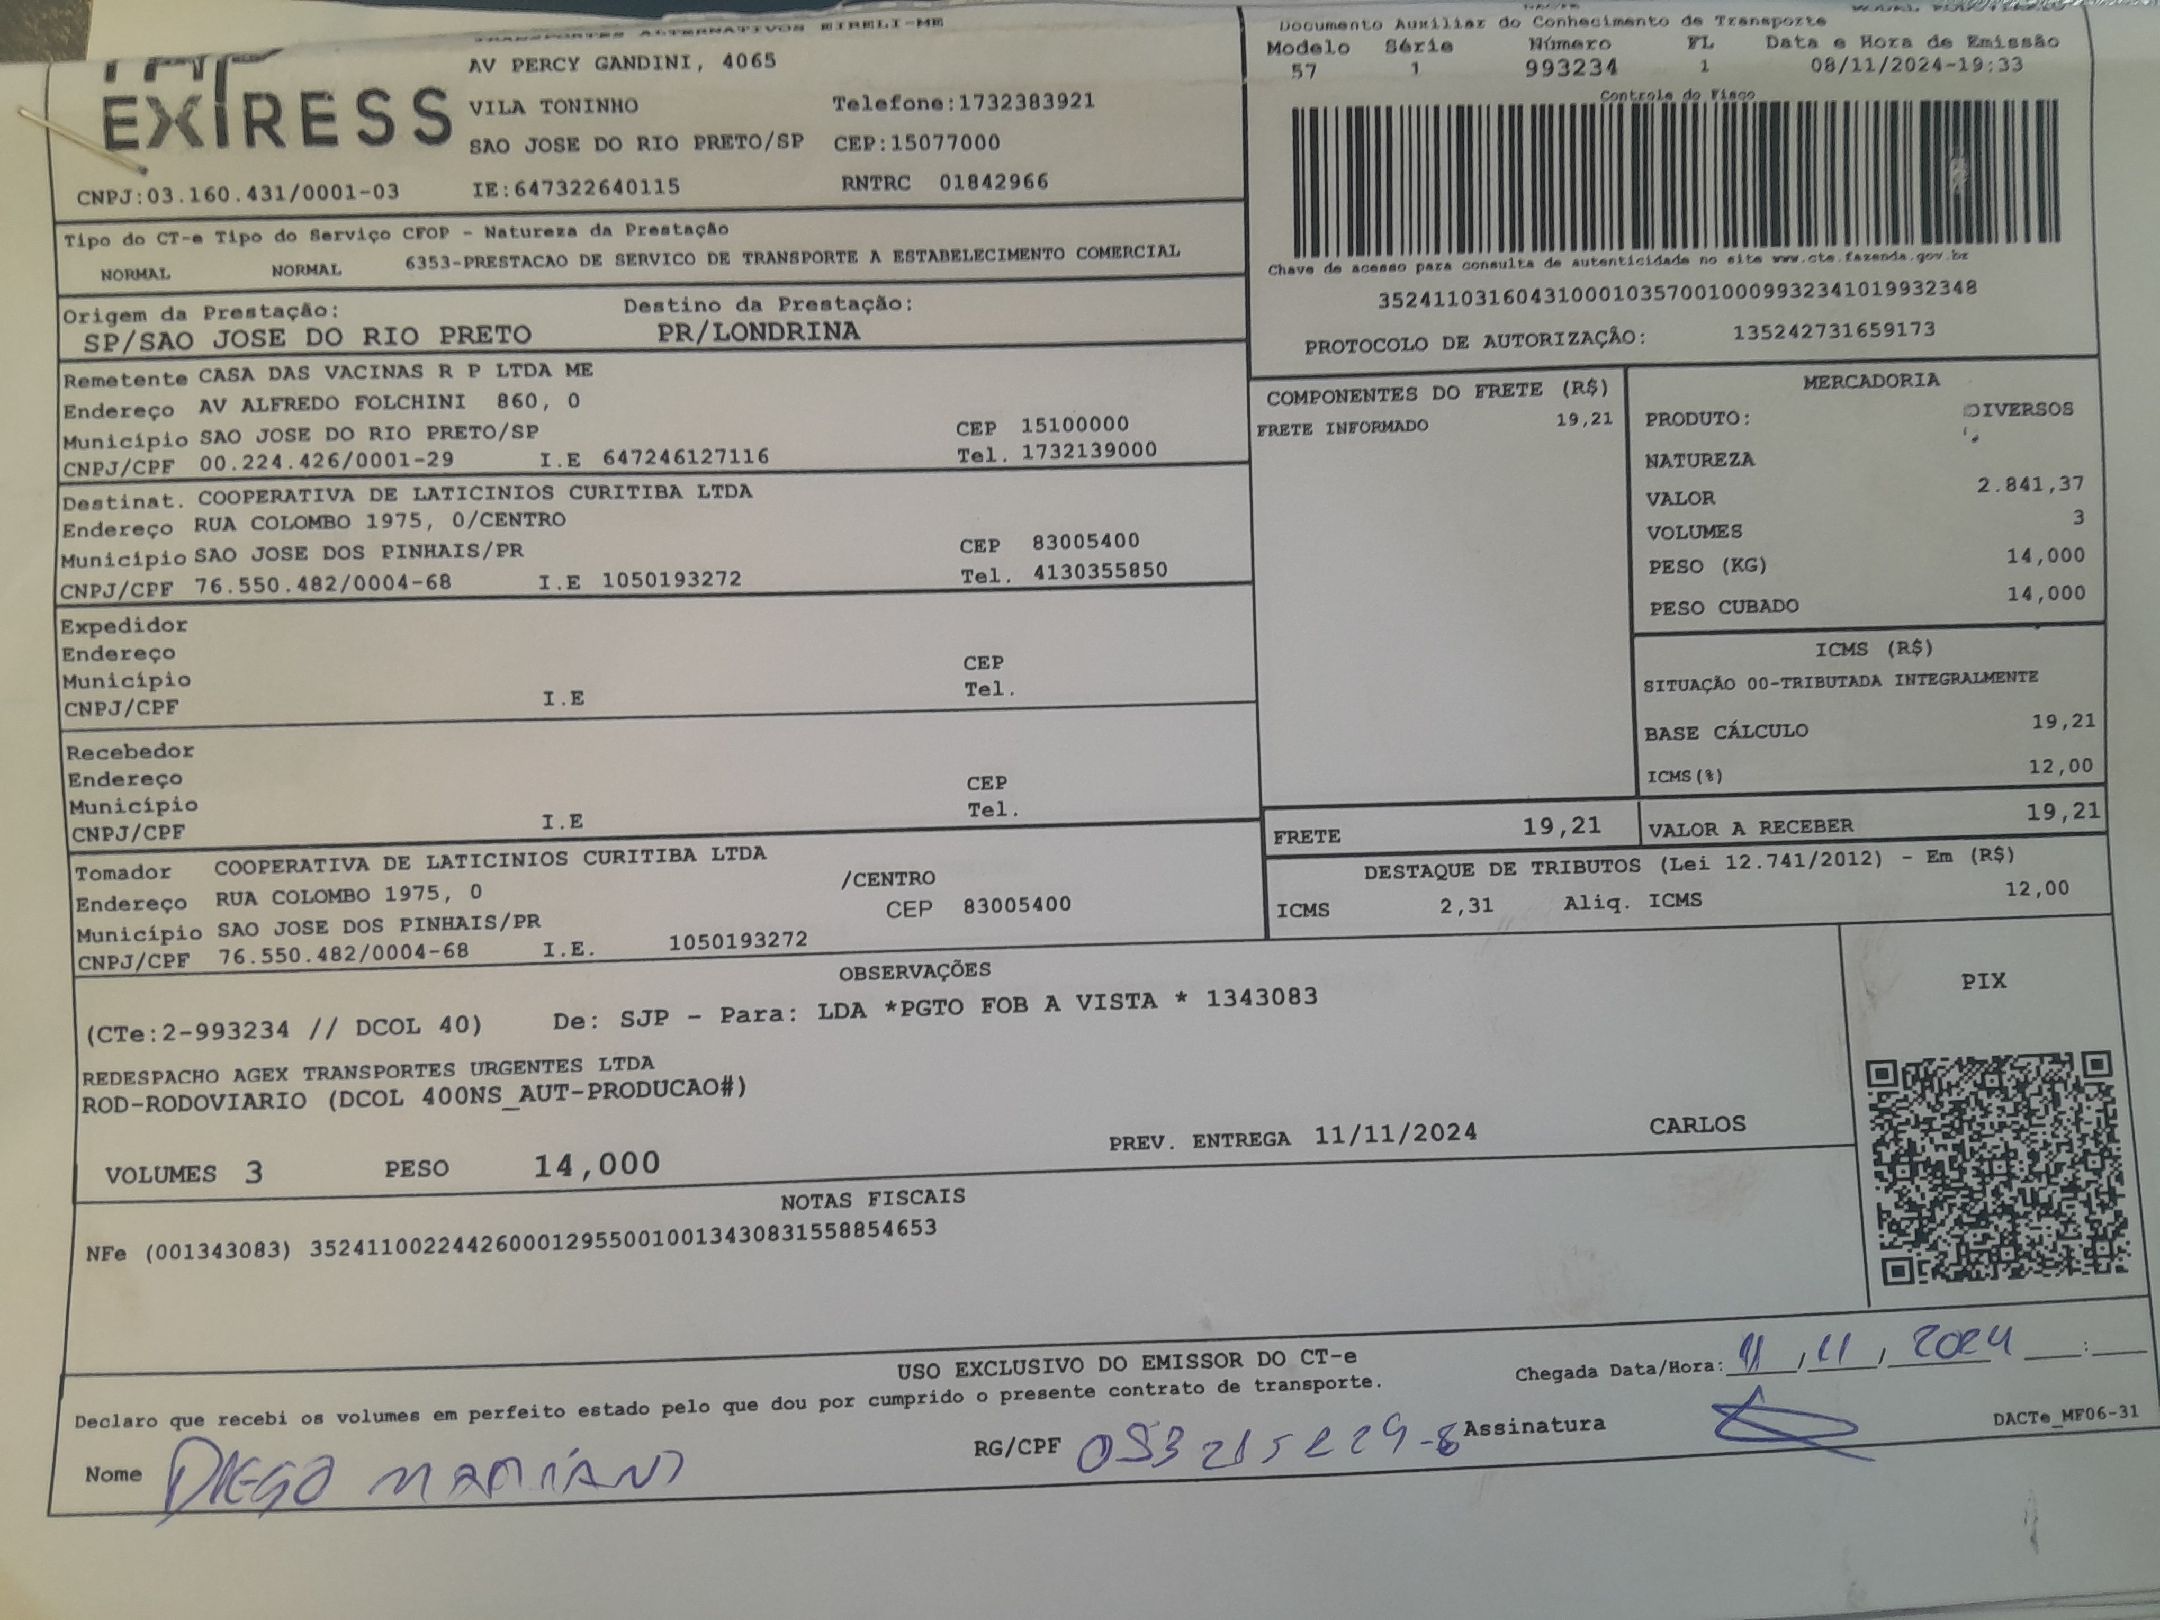 TRANSPORTES ALTERNATIVOS EIRELI-ME
EXPRESS
AV PERCY GANDINI, 4065
VILA TONINHO Telefone:1732383921
SAO JOSE DO RIO PRETO/SP CEP:15077000
CNPJ:03.160.431/0001-03 IE:647322640115 RNTRC 01842966
Documento Auxiliar do Conhecimento de Transporte
Modelo Série Número FL Data e Hora de Emissão
57 1 993234 1 08/11/2024-19:33
Controle do Fisco
Chave de acesso para consulta de autenticidade no site www.cte.fazenda.gov.br
35241103160431000103570010009932341019932348
PROTOCOLO DE AUTORIZAÇÃO: 135242731659173
Tipo do CT-e Tipo do Serviço CFOP - Natureza da Prestação
NORMAL NORMAL 6353-PRESTACAO DE SERVICO DE TRANSPORTE A ESTABELECIMENTO COMERCIAL
Origem da Prestação: Destino da Prestação:
SP/SAO JOSE DO RIO PRETO PR/LONDRINA
Remetente CASA DAS VACINAS R P LTDA ME
Endereço AV ALFREDO FOLCHINI 860, 0
Município SAO JOSE DO RIO PRETO/SP CEP 15100000
CNPJ/CPF 00.224.426/0001-29 I.E 647246127116 Tel. 1732139000
Destinat. COOPERATIVA DE LATICINIOS CURITIBA LTDA
Endereço RUA COLOMBO 1975, 0/CENTRO
Município SAO JOSE DOS PINHAIS/PR CEP 83005400
CNPJ/CPF 76.550.482/0004-68 I.E 1050193272 Tel. 4130355850
Expedidor
Endereço
Município CEP
CNPJ/CPF I.E Tel.
Recebedor
Endereço
Município CEP
CNPJ/CPF I.E Tel.
Tomador COOPERATIVA DE LATICINIOS CURITIBA LTDA
Endereço RUA COLOMBO 1975, 0 /CENTRO
Município SAO JOSE DOS PINHAIS/PR CEP 83005400
CNPJ/CPF 76.550.482/0004-68 I.E. 1050193272
COMPONENTES DO FRETE (R$)
FRETE INFORMADO 19,21
MERCADORIA
PRODUTO: DIVERSOS
NATUREZA
VALOR 2.841,37
VOLUMES 3
PESO (KG) 14,000
PESO CUBADO 14,000
ICMS (R$)
SITUAÇÃO 00-TRIBUTADA INTEGRALMENTE
BASE CÁLCULO 19,21
ICMS(%) 12,00
FRETE 19,21 VALOR A RECEBER 19,21
DESTAQUE DE TRIBUTOS (Lei 12.741/2012) - Em (R$)
ICMS 2,31 Aliq. ICMS 12,00
OBSERVAÇÕES
(CTe:2-993234 // DCOL 40) De: SJP - Para: LDA *PGTO FOB A VISTA * 1343083
REDESPACHO AGEX TRANSPORTES URGENTES LTDA
ROD-RODOVIARIO (DCOL 400NS_AUT-PRODUCAO#)
VOLUMES 3 PESO 14,000 PREV. ENTREGA 11/11/2024 CARLOS
PIX
NOTAS FISCAIS
NFe (001343083) 35241100224426000129550010013430831558854653
USO EXCLUSIVO DO EMISSOR DO CT-e
Chegada Data/Hora: 11 / 11 / 2024 ___:___
Declaro que recebi os volumes em perfeito estado pelo que dou por cumprido o presente contrato de transporte.
Nome DIEGO MARIANO RG/CPF Assinatura
DACTe_MF06-31